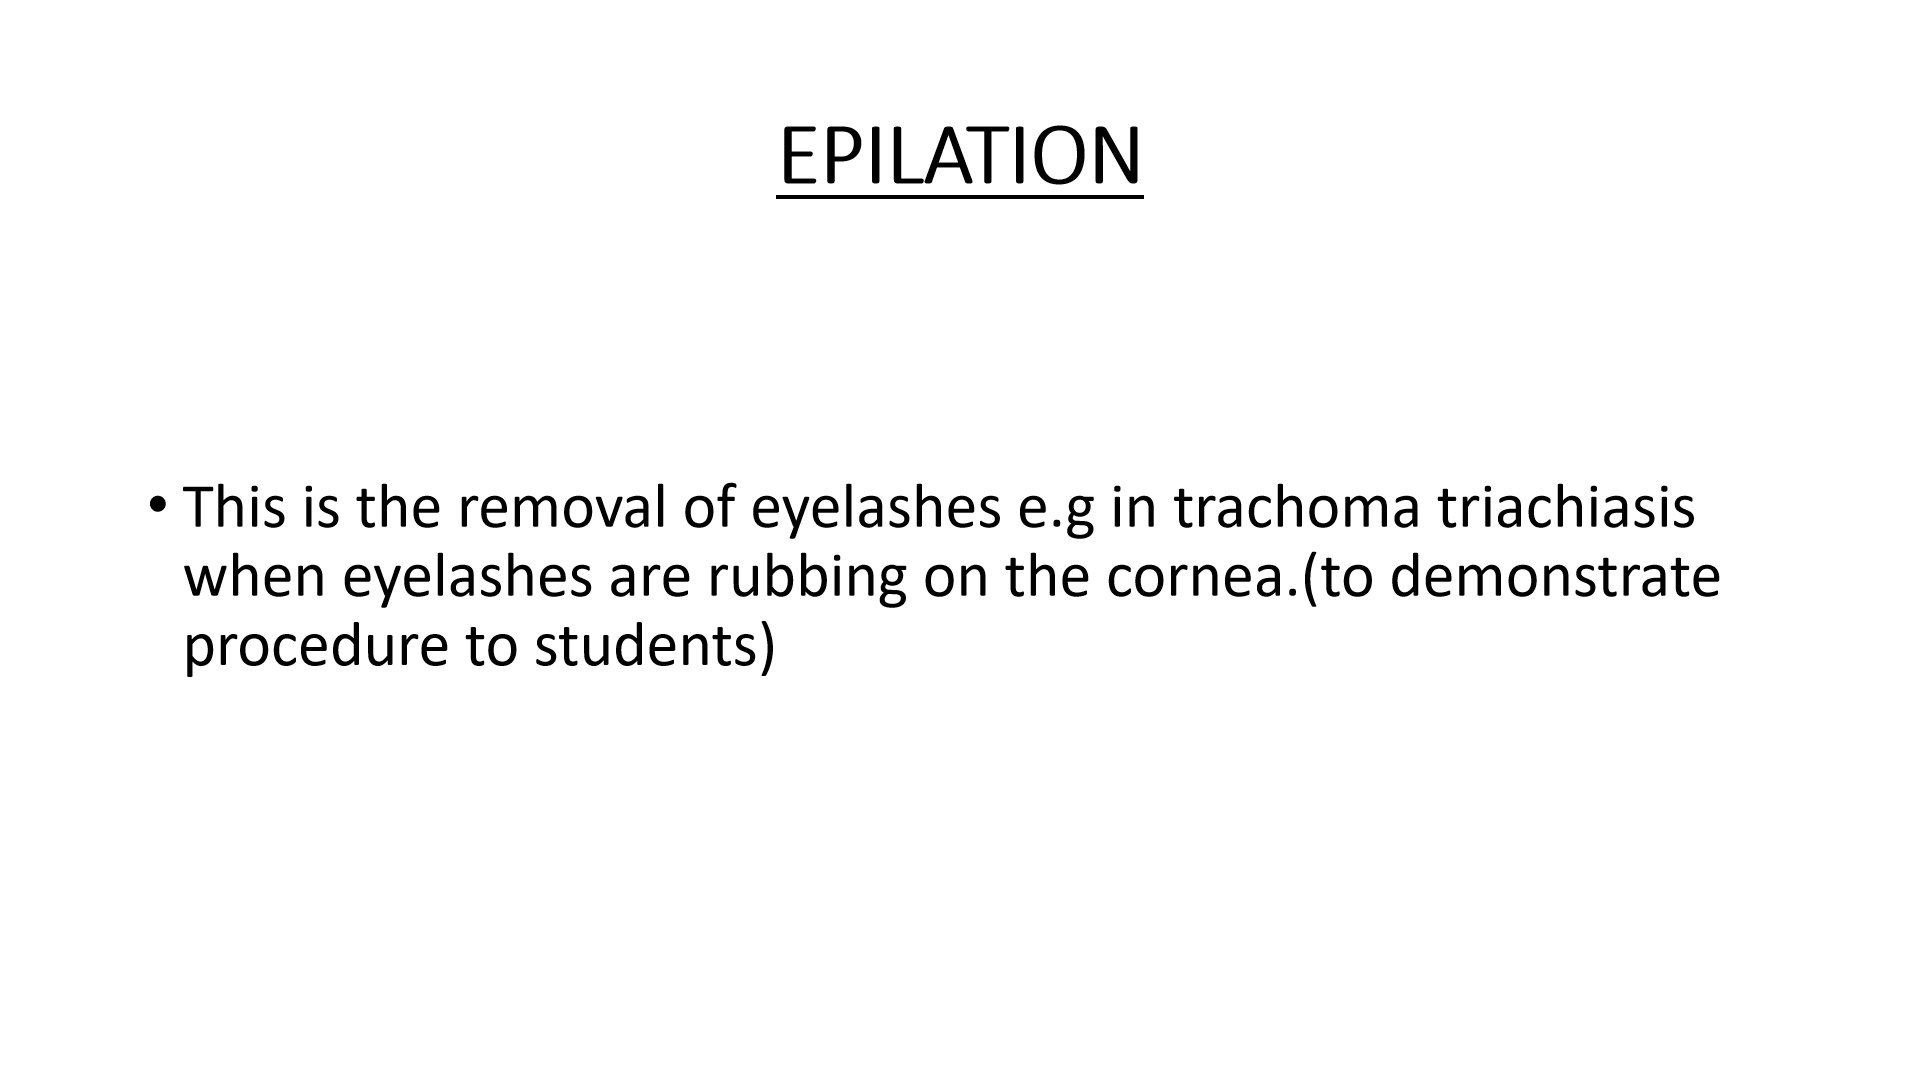 EPILATION
• This is the removal of eyelashes e.g in trachoma triachiasis
when eyelashes are rubbing on the cornea.(to demonstrate
procedure to students)